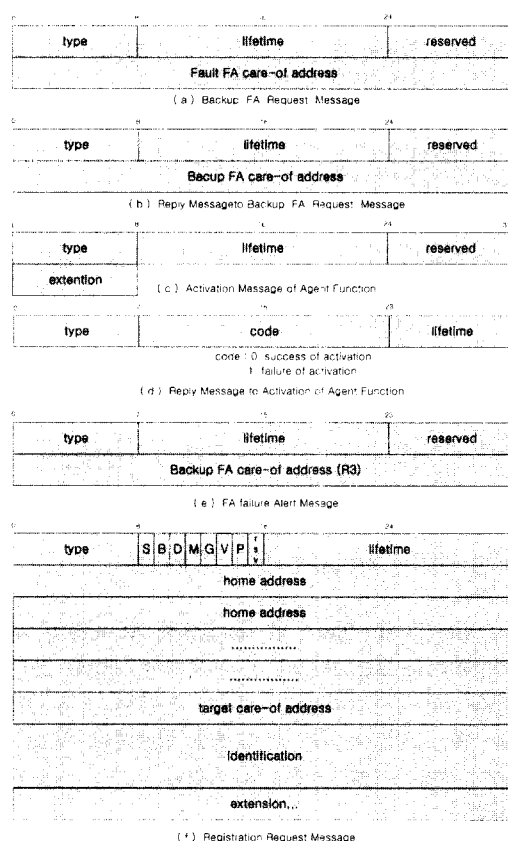 0 8 16 24
type lifetime reserved
Fault FA care-of address
( a ) Backup FA Request Message
8 16 24
type lifetime reserved
Bacup FA care-of address
( b ) Reply Messageto Backup FA Request Message
8 16 24 3
type lifetime reserved
extention
( c ) Activation Message of Agent Function
type code lifetime
code : 0 success of activation
1 failure of activation
( d ) Reply Message to Activation of Agent Function
type lifetime reserved
Backup FA care-of address (R3)
( e ) FA failure Alert Mesage
type S B D M G V P r s v lifetime
home address
home address
................
................
target care-of address
identification
extension...
( f ) Registration Request Message